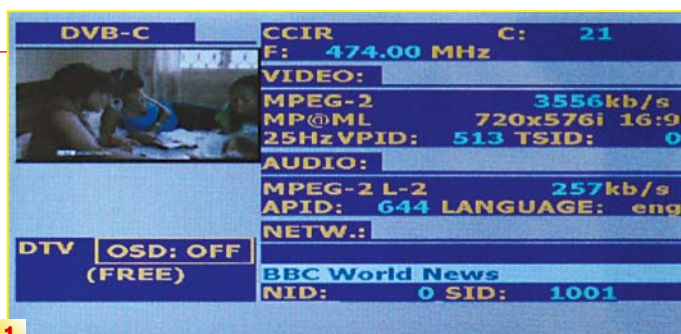 DVB-C
CCIR C: 21
F: 474.00 MHz
VIDEO:
MPEG-2 3556kb/s
MP@ML 720x576i 16:9
25Hz VPID: 513 TSID: 0
AUDIO:
MPEG-2 L-2 257kb/s
APID: 644 LANGUAGE: eng
NETW.:
DTV OSD: OFF
(FREE)
BBC World News
NID: 0 SID: 1001
1